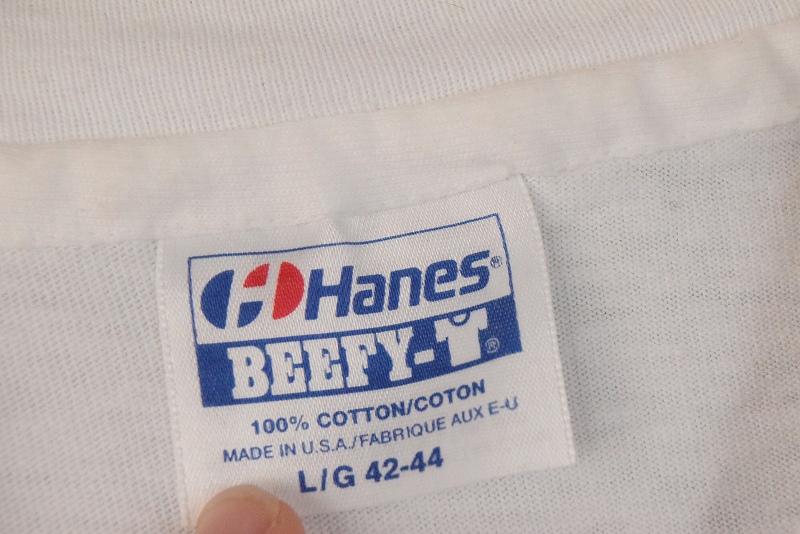 Hanes®
BEEFY-T®
100% COTTON/COTON
MADE IN U.S.A./FABRIQUE AUX E-U
L/G 42-44